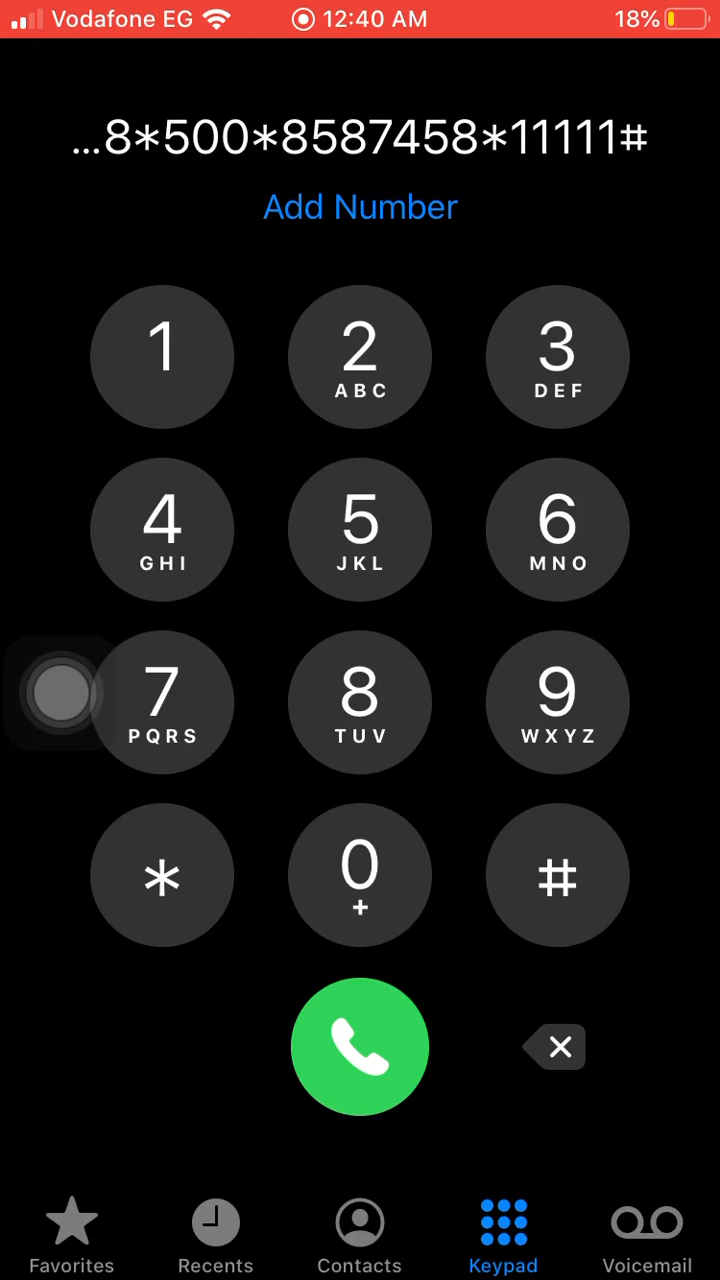 Vodafone EG 12:40 AM 18%
...8*500*8587458*11111#
Add Number
1 2 3
ABC DEF
4 5 6
GHI JKL MNO
7 8 9
PQRS TUV WXYZ
* 0 #
+
Favorites Recents Contacts Keypad Voicemail